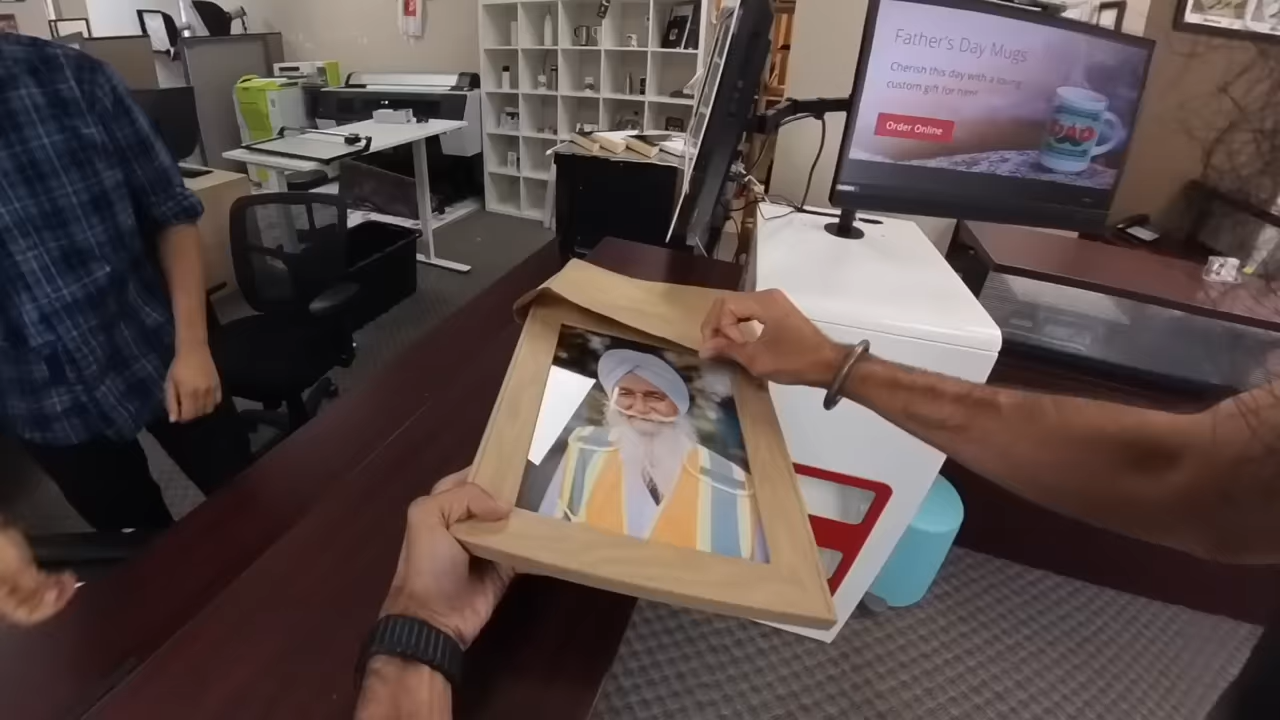 Father's Day Mugs
Cherish this day with a loving
custom gift for him!
Order Online
DAD